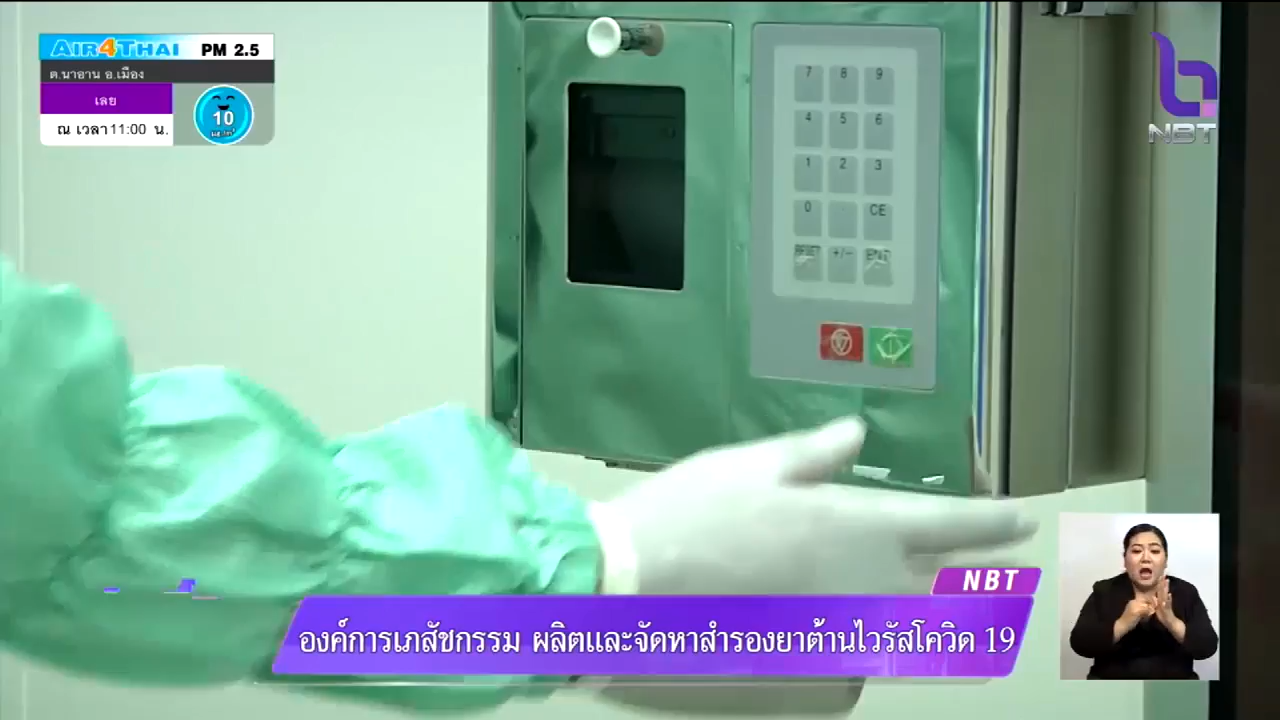 AIR4THAI PM 2.5
ต.นาอาน อ.เมือง
เลย
10
ณ เวลา 11:00 น.
NBT
7 8 9
4 5 6
1 2 3
0 . CE
RESET +/- ENT
NBT
องค์การเภสัชกรรม ผลิตและจัดหาสำรองยาต้านไวรัสโควิด 19